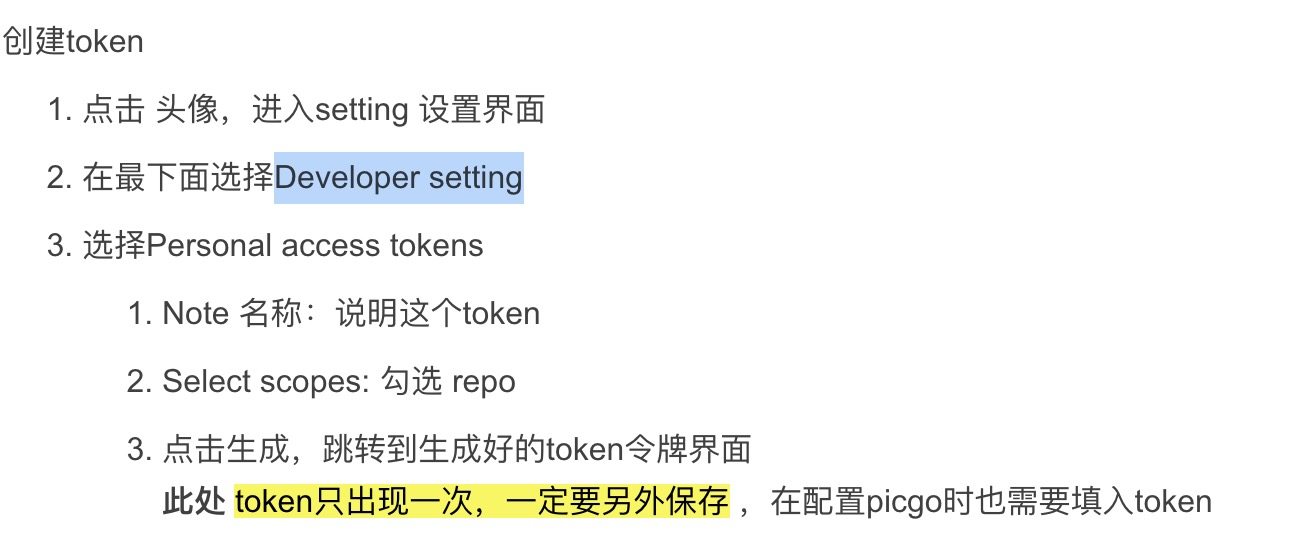 创建token
1. 点击 头像，进入setting 设置界面
2. 在最下面选择Developer setting
3. 选择Personal access tokens
1. Note 名称：说明这个token
2. Select scopes: 勾选 repo
3. 点击生成，跳转到生成好的token令牌界面
此处 token只出现一次，一定要另外保存 ，在配置picgo时也需要填入token